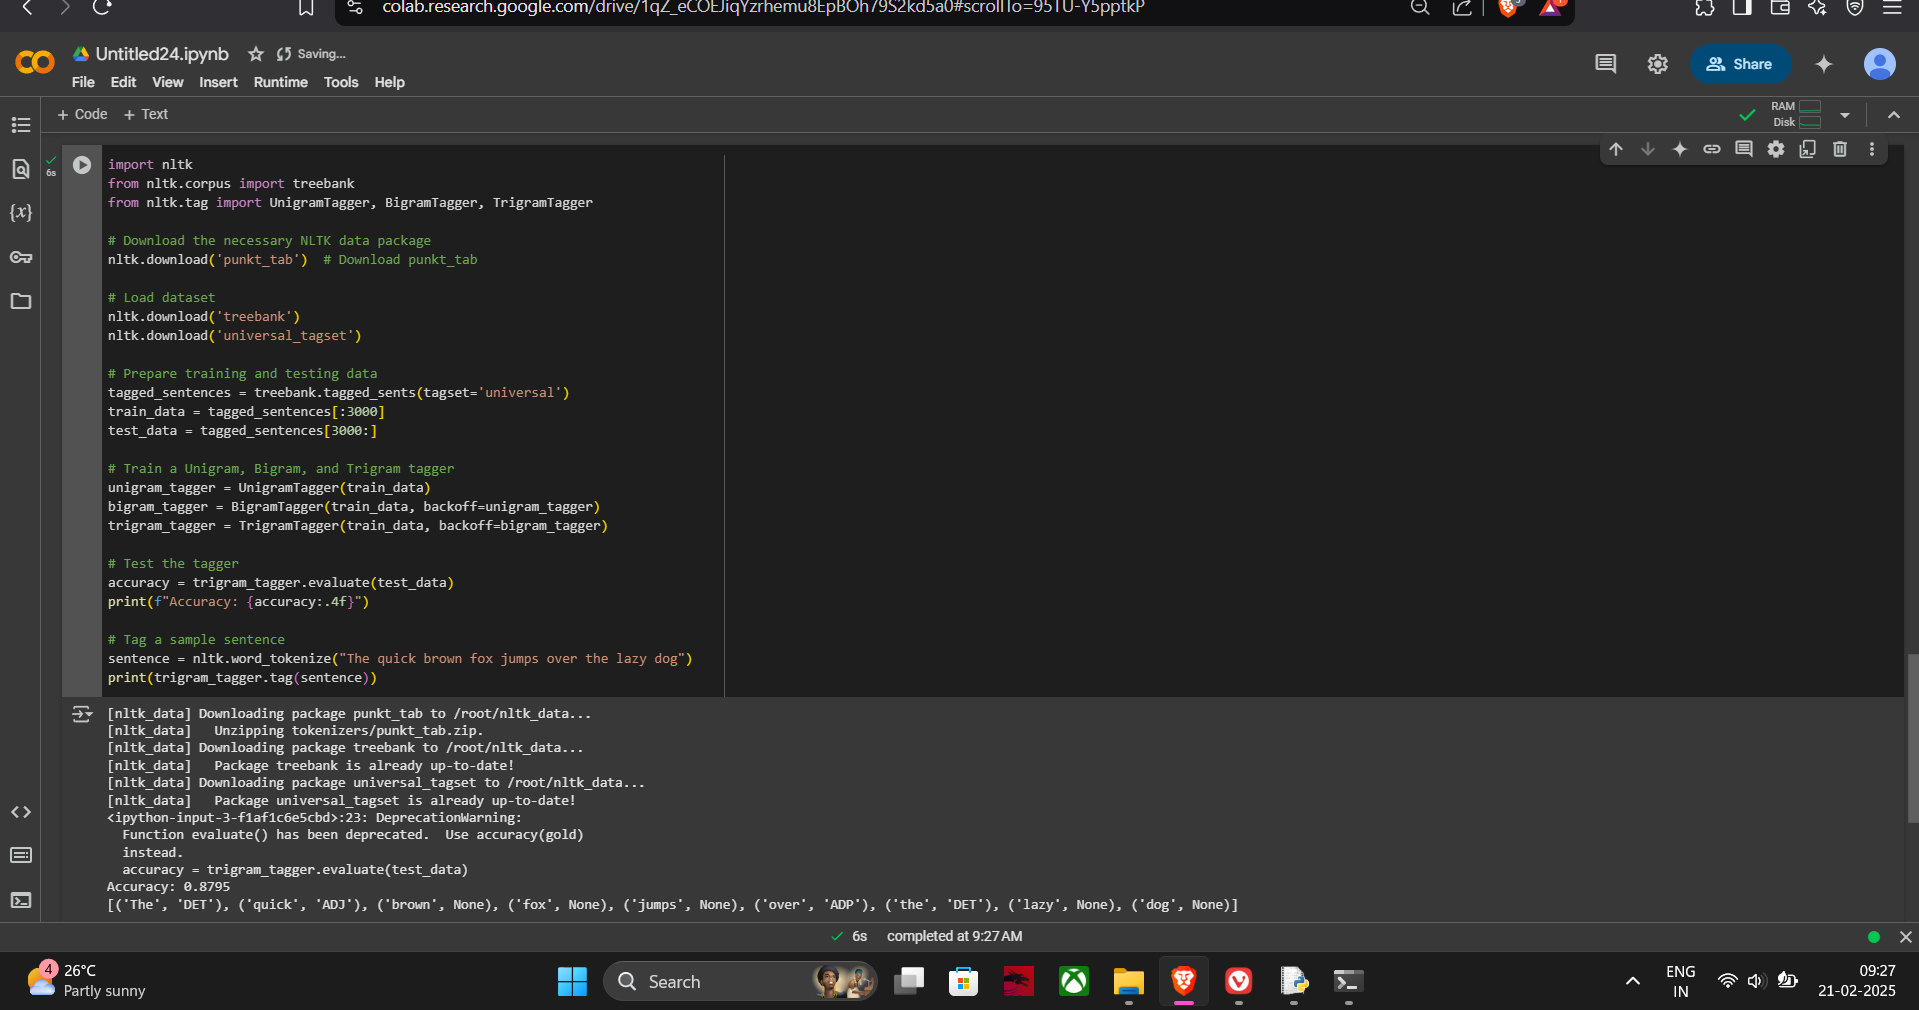 colab.research.google.com/drive/1qZ_eCOEJiqYzrhemu8EpBOh79S2kd5a0#scrollTo=951U-Y5pptkP
Untitled24.ipynb
Saving...
File Edit View Insert Runtime Tools Help
Share
+ Code + Text
RAM
Disk
6s
import nltk
from nltk.corpus import treebank
from nltk.tag import UnigramTagger, BigramTagger, TrigramTagger
# Download the necessary NLTK data package
nltk.download('punkt_tab')  # Download punkt_tab
# Load dataset
nltk.download('treebank')
nltk.download('universal_tagset')
# Prepare training and testing data
tagged_sentences = treebank.tagged_sents(tagset='universal')
train_data = tagged_sentences[:3000]
test_data = tagged_sentences[3000:]
# Train a Unigram, Bigram, and Trigram tagger
unigram_tagger = UnigramTagger(train_data)
bigram_tagger = BigramTagger(train_data, backoff=unigram_tagger)
trigram_tagger = TrigramTagger(train_data, backoff=bigram_tagger)
# Test the tagger
accuracy = trigram_tagger.evaluate(test_data)
print(f"Accuracy: {accuracy:.4f}")
# Tag a sample sentence
sentence = nltk.word_tokenize("The quick brown fox jumps over the lazy dog")
print(trigram_tagger.tag(sentence))
[nltk_data] Downloading package punkt_tab to /root/nltk_data...
[nltk_data]   Unzipping tokenizers/punkt_tab.zip.
[nltk_data] Downloading package treebank to /root/nltk_data...
[nltk_data]   Package treebank is already up-to-date!
[nltk_data] Downloading package universal_tagset to /root/nltk_data...
[nltk_data]   Package universal_tagset is already up-to-date!
<ipython-input-3-f1af1c6e5cbd>:23: DeprecationWarning:
  Function evaluate() has been deprecated.  Use accuracy(gold)
  instead.
  accuracy = trigram_tagger.evaluate(test_data)
Accuracy: 0.8795
[('The', 'DET'), ('quick', 'ADJ'), ('brown', None), ('fox', None), ('jumps', None), ('over', 'ADP'), ('the', 'DET'), ('lazy', None), ('dog', None)]
6s completed at 9:27 AM
4
26°C
Partly sunny
Search
ENG
IN
09:27
21-02-2025